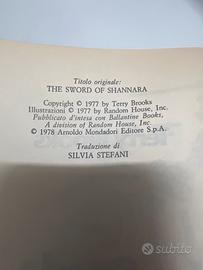 Titolo originale:
THE SWORD OF SHANNARA
Copyright © 1977 by Terry Brooks
Illustrazioni © 1977 by Random House, Inc.
Pubblicato d'intesa con Ballantine Books,
A division of Random House, Inc.
© 1978 Arnoldo Mondadori Editore S.p.A.
Traduzione di
SILVIA STEFANI
subito